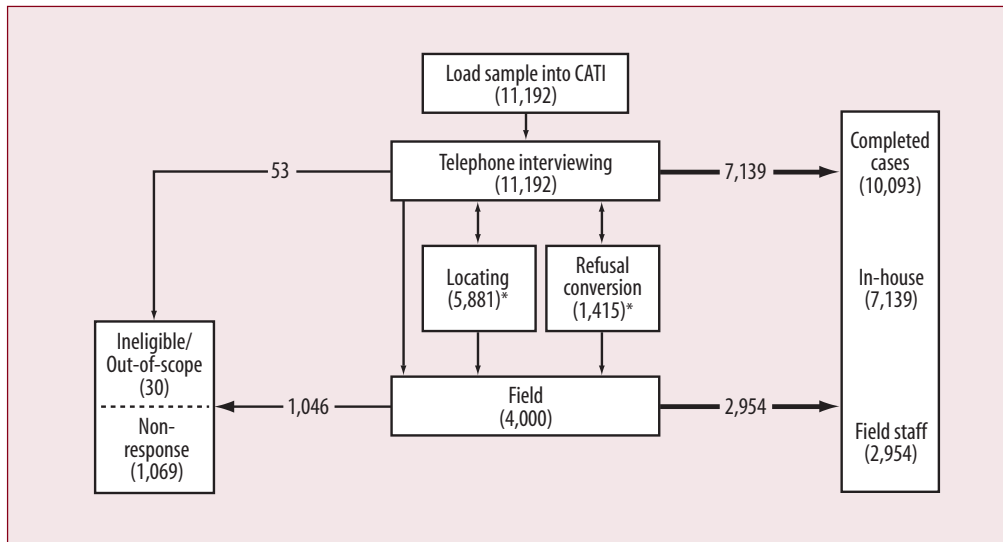 Load sample into CATI
(11,192)
Telephone interviewing
(11,192)
53
7,139
Completed
cases
(10,093)
Locating
(5,881)*
Refusal
conversion
(1,415)*
In-house
(7,139)
Ineligible/
Out-of-scope
(30)
Non-
response
(1,069)
1,046
Field
(4,000)
2,954
Field staff
(2,954)